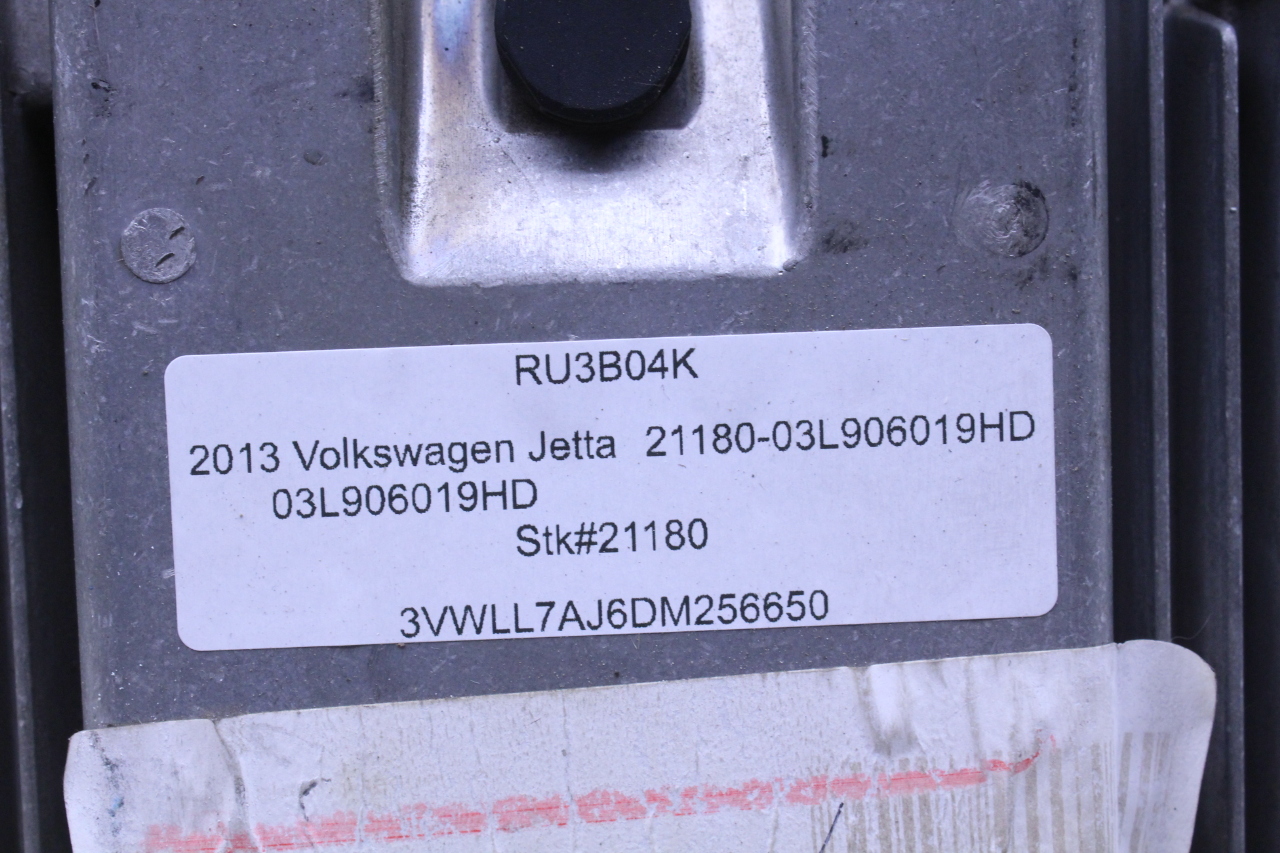 RU3B04K
2013 Volkswagen Jetta 21180-03L906019HD
03L906019HD
Stk#21180
3VWLL7AJ6DM256650